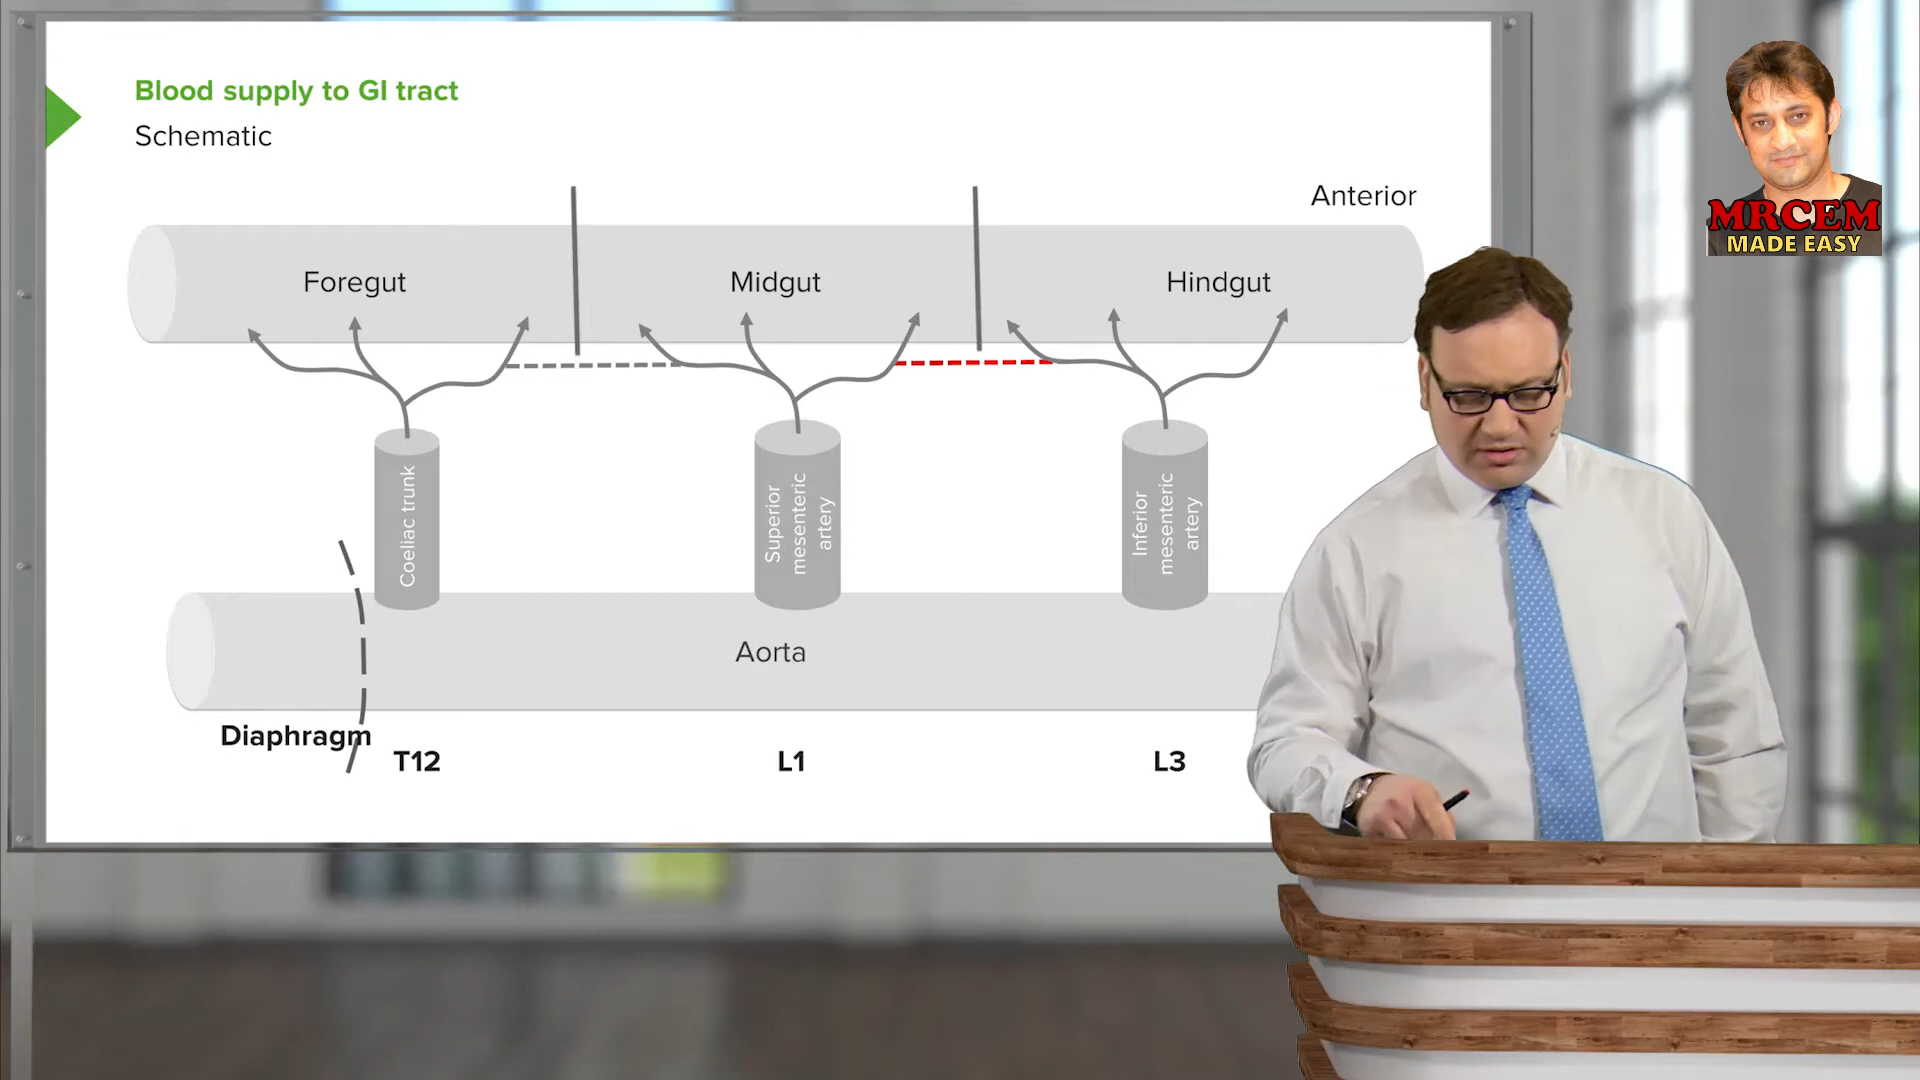 Blood supply to GI tract
Schematic
Anterior
Foregut
Midgut
Hindgut
Coeliac trunk
Superior
mesenteric
artery
Inferior
mesenteric
artery
Aorta
Diaphragm
T12
L1
L3
MRCEM
MADE EASY